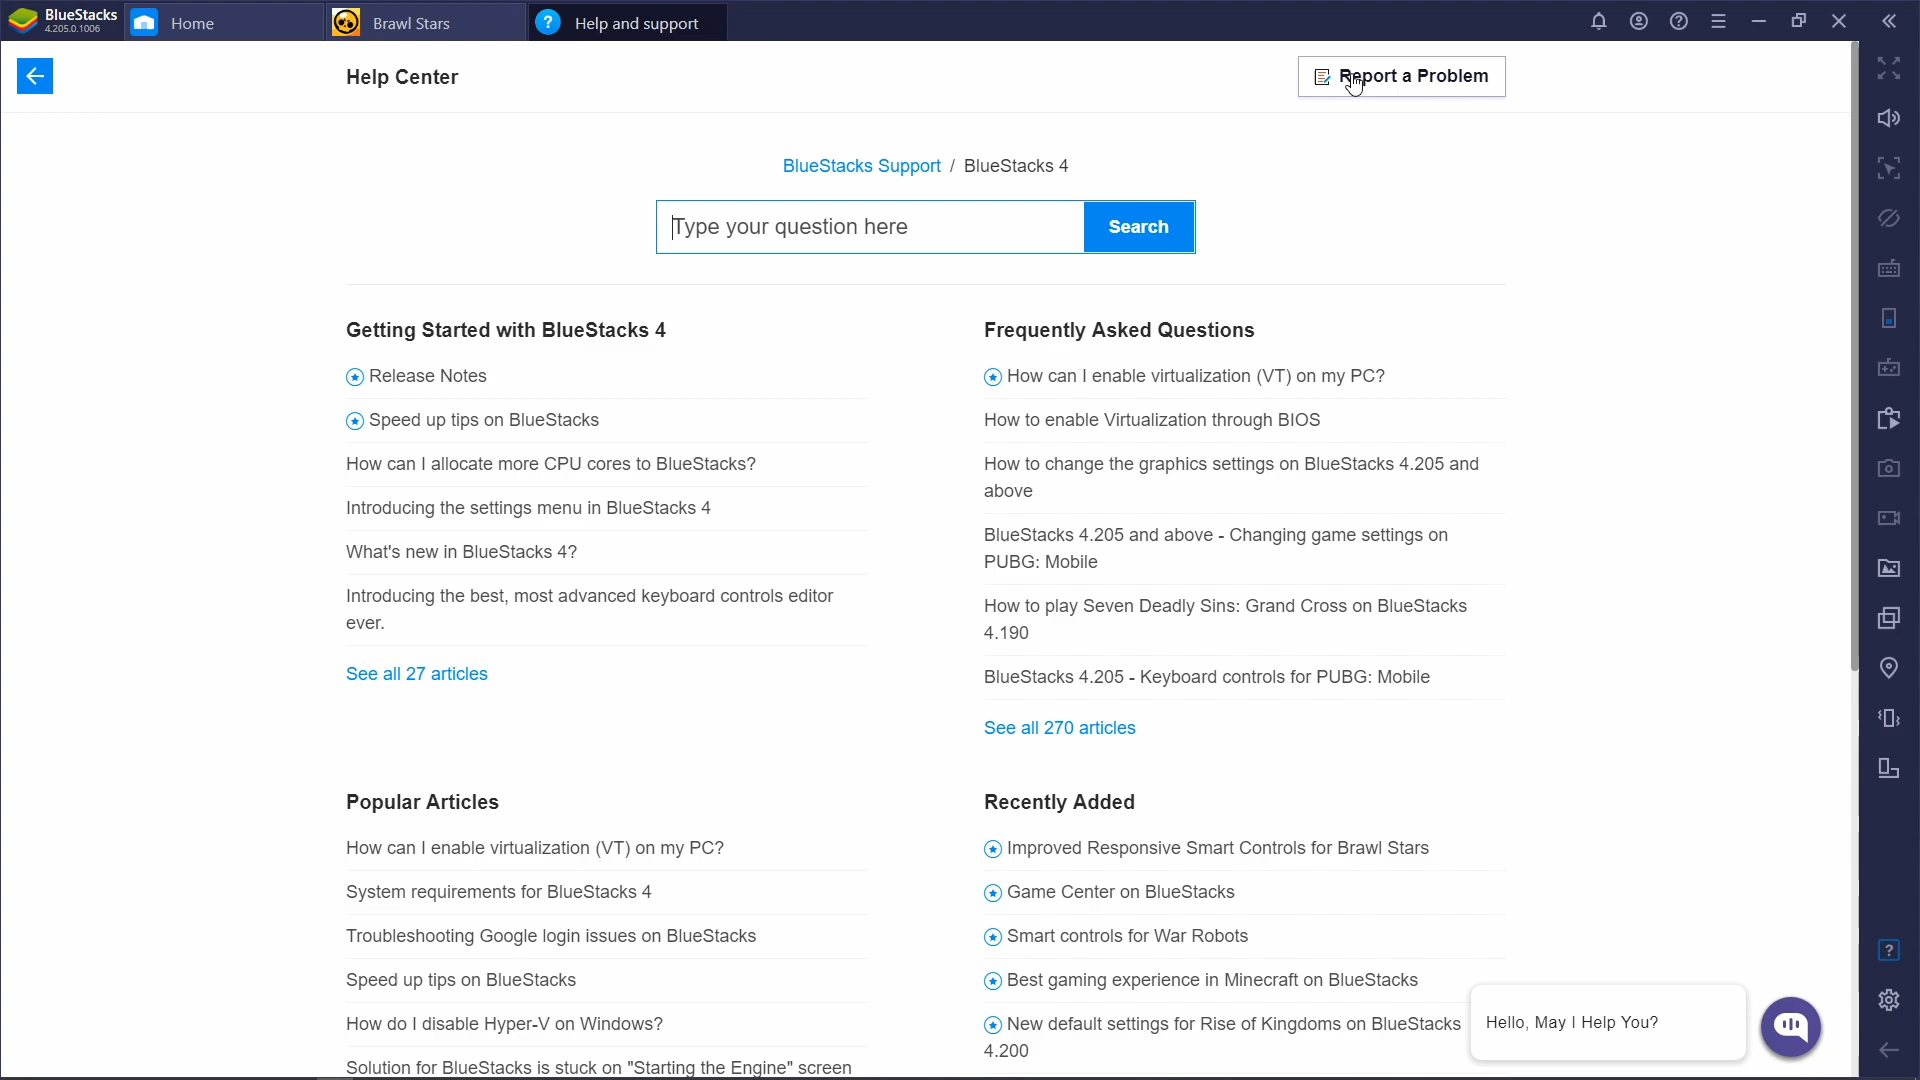 BlueStacks
4.205.0.1006
Home
Brawl Stars
Help and support
Help Center
Report a Problem
BlueStacks Support / BlueStacks 4
Type your question here
Search
Getting Started with BlueStacks 4
Release Notes
Speed up tips on BlueStacks
How can I allocate more CPU cores to BlueStacks?
Introducing the settings menu in BlueStacks 4
What's new in BlueStacks 4?
Introducing the best, most advanced keyboard controls editor
ever.
See all 27 articles
Frequently Asked Questions
How can I enable virtualization (VT) on my PC?
How to enable Virtualization through BIOS
How to change the graphics settings on BlueStacks 4.205 and
above
BlueStacks 4.205 and above - Changing game settings on
PUBG: Mobile
How to play Seven Deadly Sins: Grand Cross on BlueStacks
4.190
BlueStacks 4.205 - Keyboard controls for PUBG: Mobile
See all 270 articles
Popular Articles
How can I enable virtualization (VT) on my PC?
System requirements for BlueStacks 4
Troubleshooting Google login issues on BlueStacks
Speed up tips on BlueStacks
How do I disable Hyper-V on Windows?
Solution for BlueStacks is stuck on "Starting the Engine" screen
Recently Added
Improved Responsive Smart Controls for Brawl Stars
Game Center on BlueStacks
Smart controls for War Robots
Best gaming experience in Minecraft on BlueStacks
New default settings for Rise of Kingdoms on BlueStacks
4.200
Hello, May I Help You?